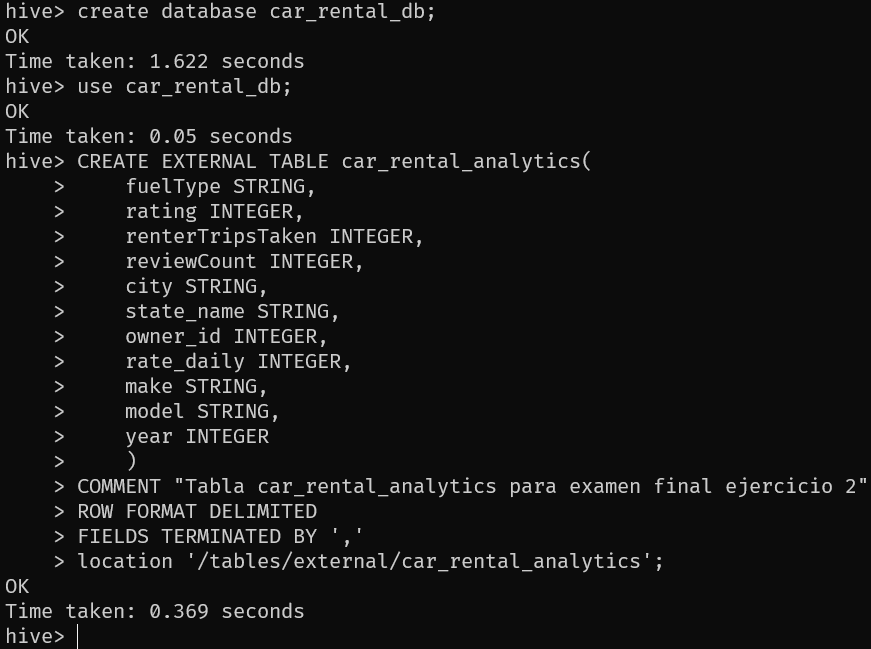 hive> create database car_rental_db;
OK
Time taken: 1.622 seconds
hive> use car_rental_db;
OK
Time taken: 0.05 seconds
hive> CREATE EXTERNAL TABLE car_rental_analytics(
    >     fuelType STRING,
    >     rating INTEGER,
    >     renterTripsTaken INTEGER,
    >     reviewCount INTEGER,
    >     city STRING,
    >     state_name STRING,
    >     owner_id INTEGER,
    >     rate_daily INTEGER,
    >     make STRING,
    >     model STRING,
    >     year INTEGER
    >     )
    > COMMENT "Tabla car_rental_analytics para examen final ejercicio 2"
    > ROW FORMAT DELIMITED
    > FIELDS TERMINATED BY ','
    > location '/tables/external/car_rental_analytics';
OK
Time taken: 0.369 seconds
hive>